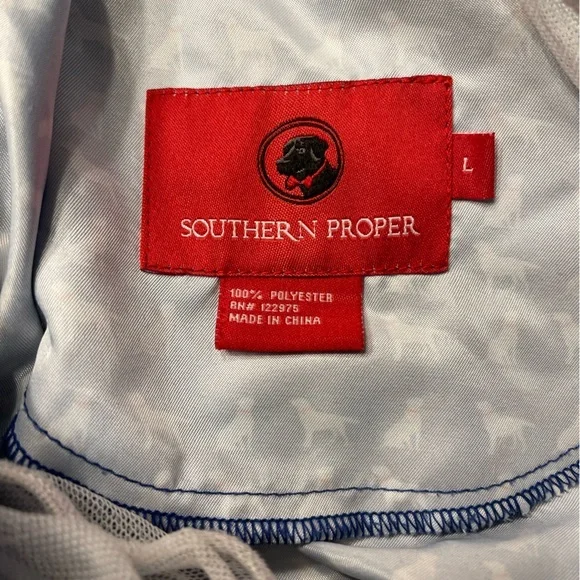 SOUTHERN PROPER
L
100% POLYESTER
RN# 122975
MADE IN CHINA